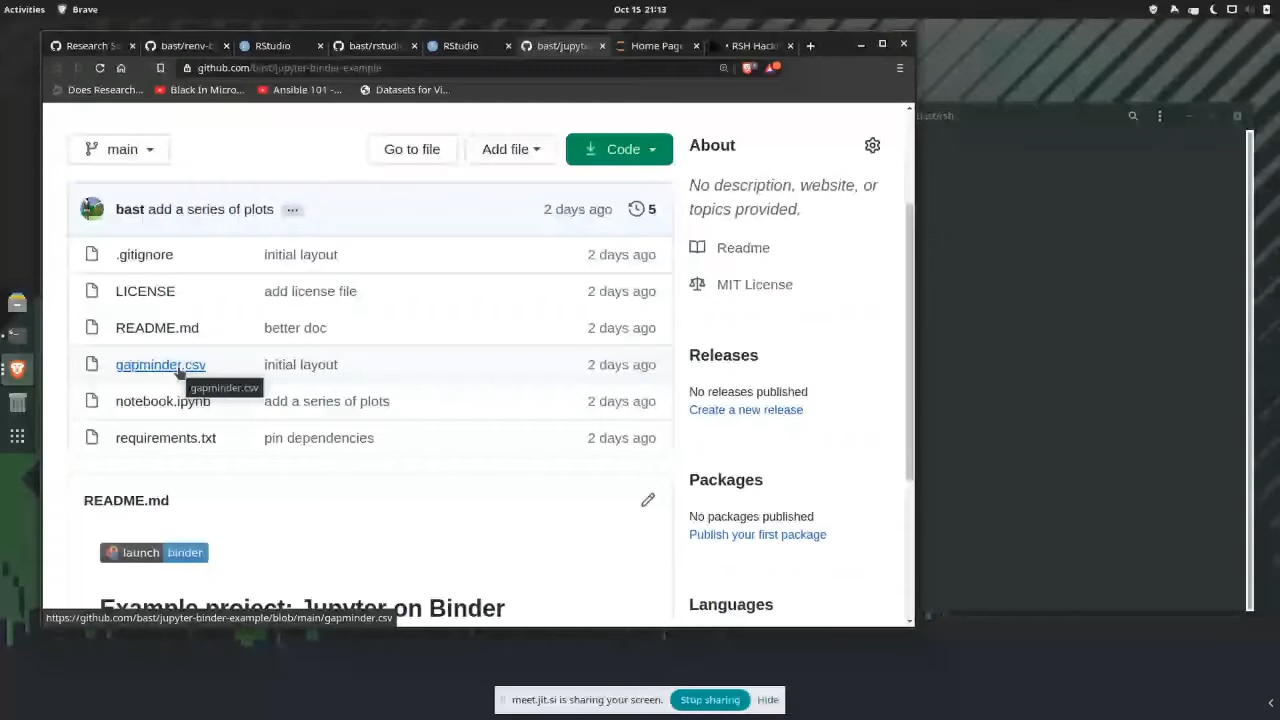 Activities Brave Oct 15 21:13
Research S bast/renv-b RStudio bast/rstudi RStudio bast/jupyt Home Page RSH Hack
github.com/bast/jupyter-binder-example
Does Research... Black In Micro... Ansible 101 -... Datasets for Vi...
main Go to file Add file Code
About
No description, website, or
topics provided.
Readme
MIT License
bast add a series of plots ... 2 days ago 5
.gitignore initial layout 2 days ago
LICENSE add license file 2 days ago
README.md better doc 2 days ago
gapminder.csv initial layout 2 days ago
gapminder.csv
notebook.ipynb add a series of plots 2 days ago
requirements.txt pin dependencies 2 days ago
Releases
No releases published
Create a new release
Packages
No packages published
Publish your first package
Languages
README.md
launch binder
Example project: Jupyter on Binder
https://github.com/bast/jupyter-binder-example/blob/main/gapminder.csv
meet.jit.si is sharing your screen. Stop sharing Hide